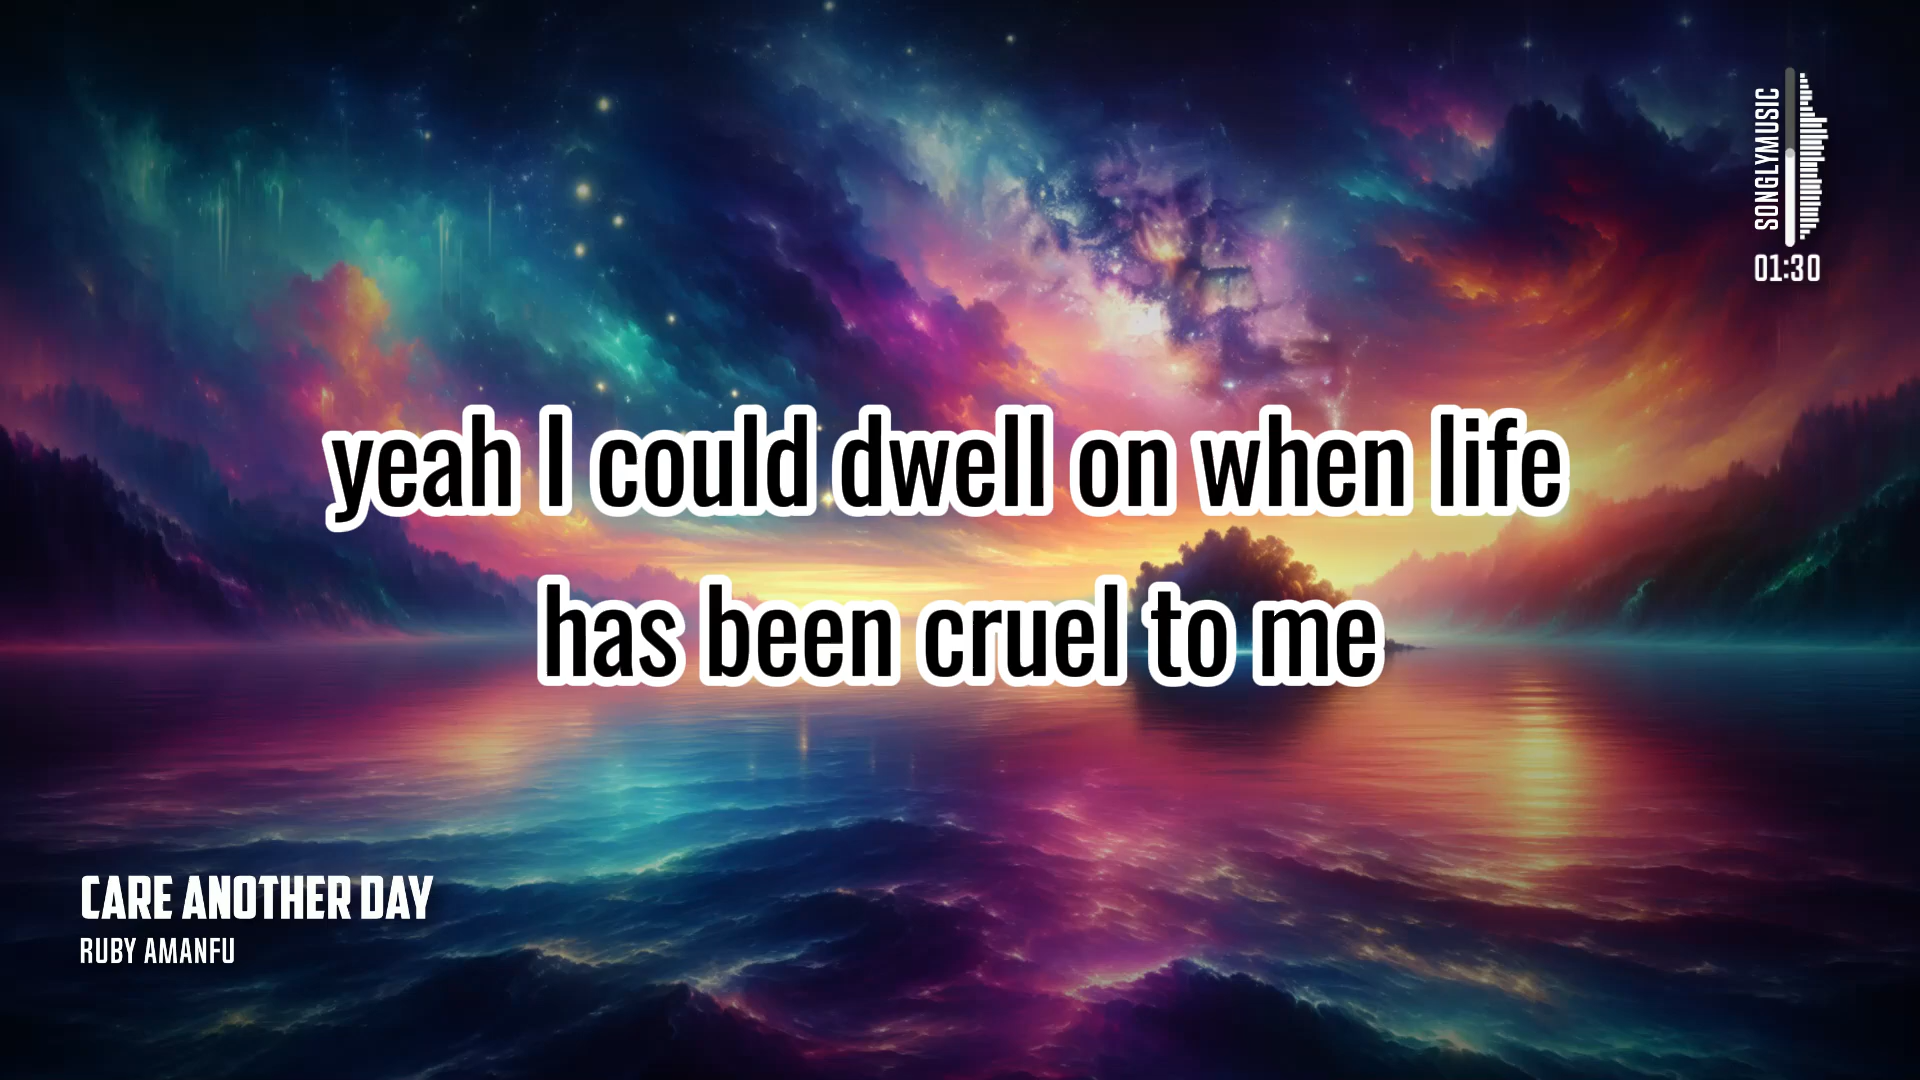 SONGLYMUSIC
01:30
yeah I could dwell on when life
has been cruel to me
CARE ANOTHER DAY
RUBY AMANFU